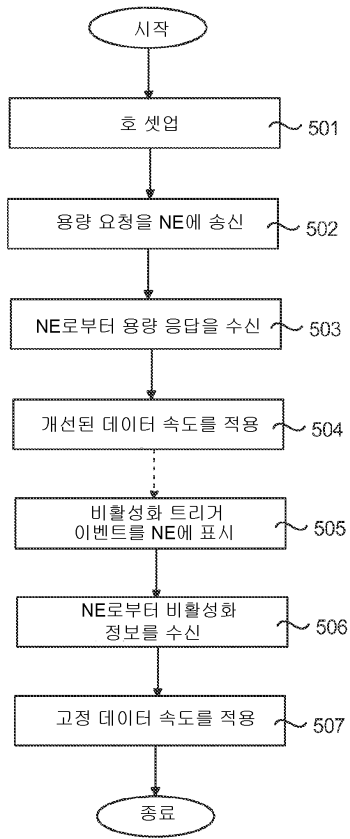 시작
호 셋업
501
용량 요청을 NE에 송신
502
NE로부터 용량 응답을 수신
503
개선된 데이터 속도를 적용
504
비활성화 트리거
이벤트를 NE에 표시
505
NE로부터 비활성화
정보를 수신
506
고정 데이터 속도를 적용
507
종료